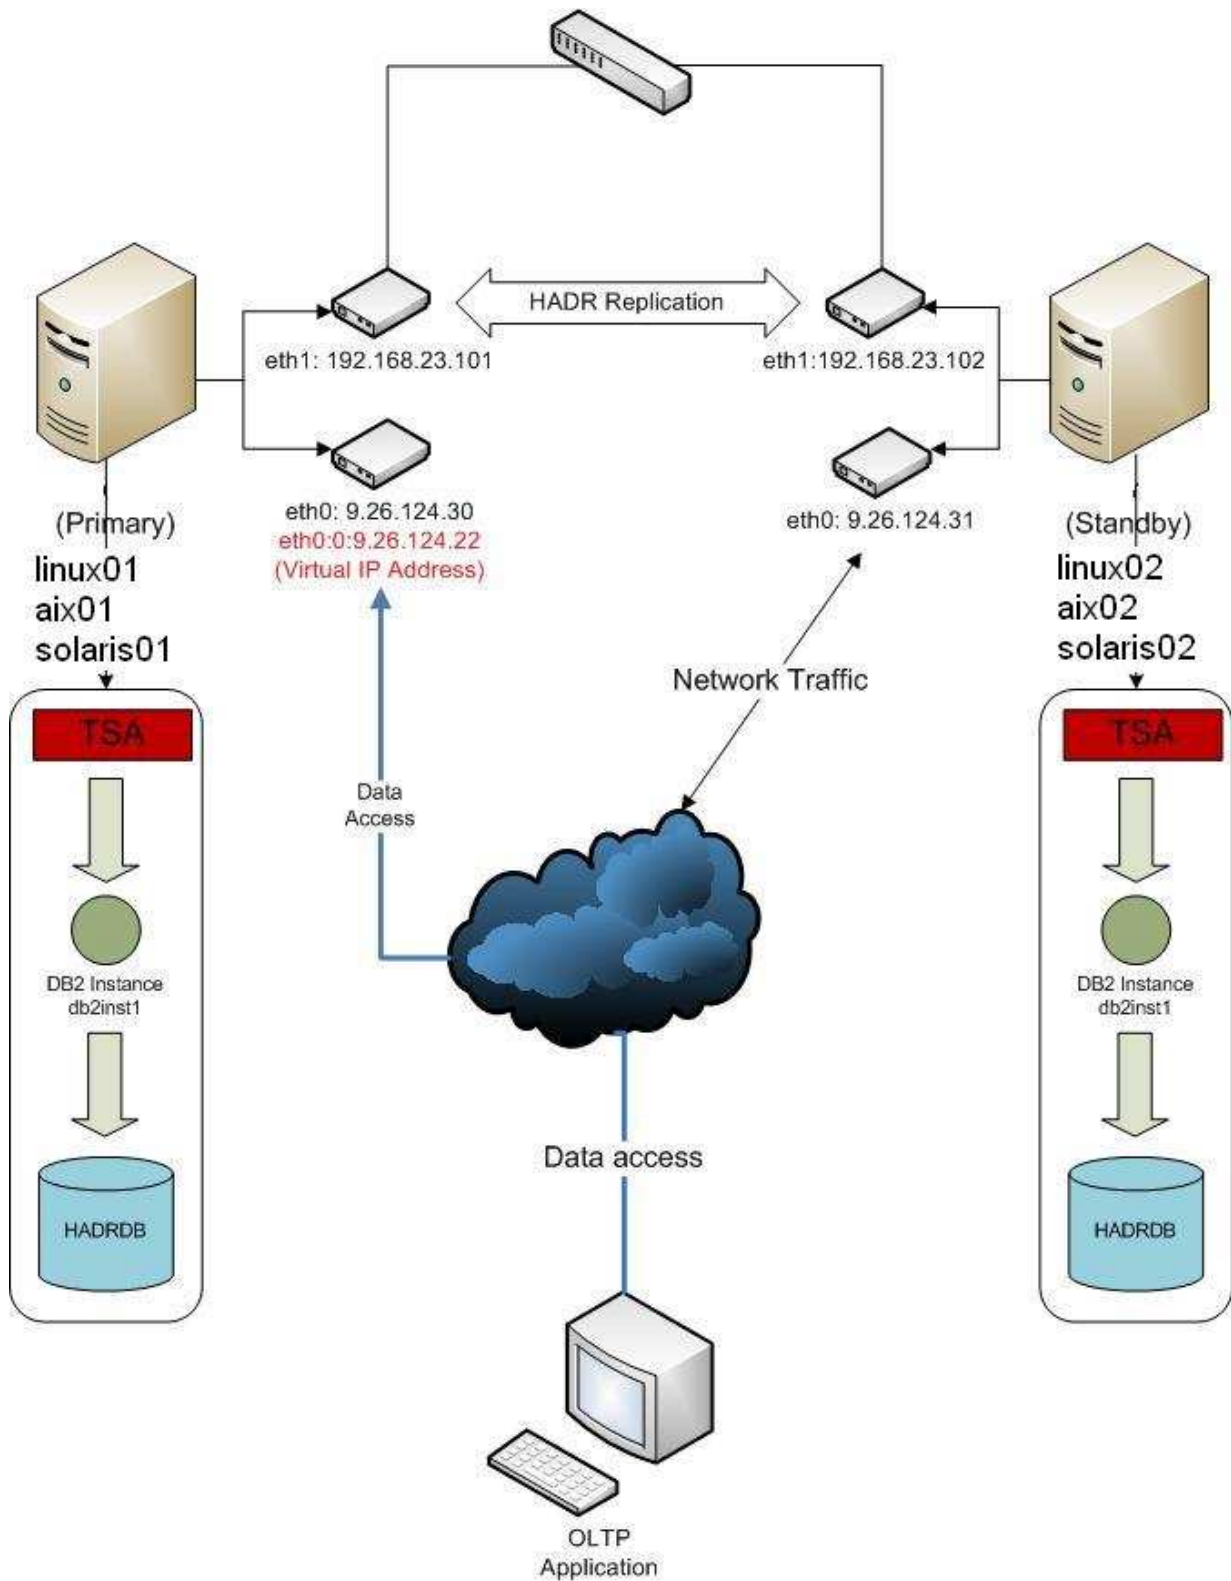 HADR Replication
eth1: 192.168.23.101
eth1:192.168.23.102
eth0: 9.26.124.30
eth0:0:9.26.124.22
(Virtual IP Address)
eth0: 9.26.124.31
(Primary)
linux01
aix01
solaris01
(Standby)
linux02
aix02
solaris02
Network Traffic
TSA
DB2 Instance
db2inst1
HADRDB
Data
Access
TSA
DB2 Instance
db2inst1
HADRDB
Data access
OLTP
Application